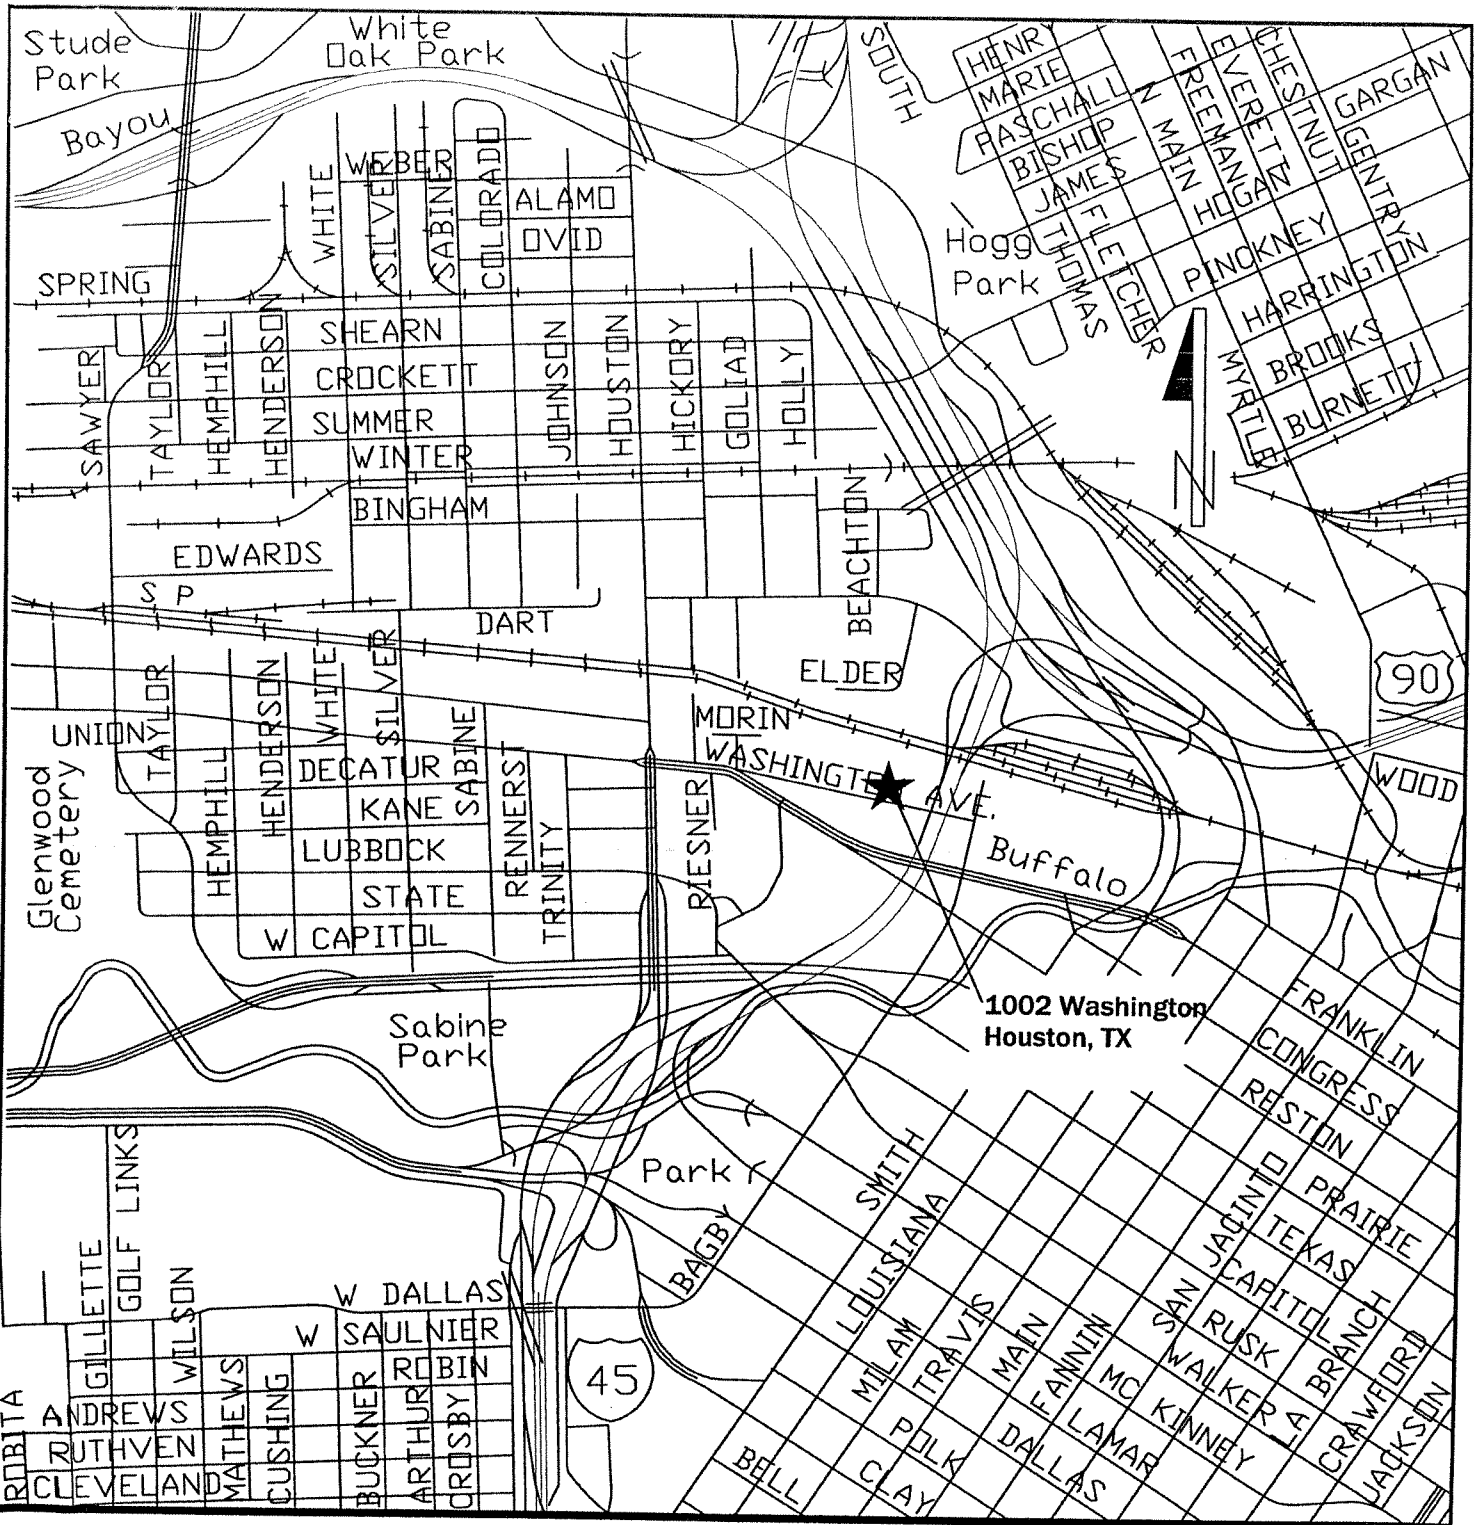 Stude
Park
White
Oak Park
SOUTH
HENRY
MARIE
PASCHALL
BISHOP
JAMES
N MAIN
FREEMAN
EVERETT
CHESTNUT
GARGAN
GENTRY
HOGAN
Bayou
WHITE
WEBER
SILVER
SABINE
COLORADO
ALAMO
OVID
Hogg
Park
THOMAS
FLETCHER
PINCKNEY
HARRINGTON
BROOKS
BURNETT
MYRTLE
SPRING
SHEARN
CROCKETT
SUMMER
WINTER
BINGHAM
SAWYER
TAYLOR
HEMPHILL
HENDERSON
JOHNSON
HOUSTON
HICKORY
GOLIAD
HOLLY
BEACHTON
N
EDWARDS
S P
DART
ELDER
90
UNION
TAYLOR
HEMPHILL
HENDERSON
WHITE
SILVER
SABINE
RENNERST
TRINITY
RIESNER
MORIN
WASHINGTON AVE.
WOOD
DECATUR
KANE
LUBBOCK
STATE
W CAPITOL
Glenwood
Cemetery
Buffalo
1002 Washington
Houston, TX
Sabine
Park
FRANKLIN
CONGRESS
RESTON
PRAIRIE
TEXAS
CAPITOL
RUSK
WALKER
MC KINNEY
LAMAR
DALLAS
POLK
CLAY
BELL
Park
BAGBY
SMITH
LOUISIANA
MILAM
TRAVIS
MAIN
FANNIN
SAN JACINTO
BRANCH
CRAWFORD
JACKSON
GILLETTE
GOLF LINKS
WILSON
W DALLAS
W SAULNIER
ROBIN
ANDREWS
RUTHVEN
CLEVELAND
ROBITA
MATHEWS
CUSHING
BUCKNER
ARTHUR
CROSBY
45